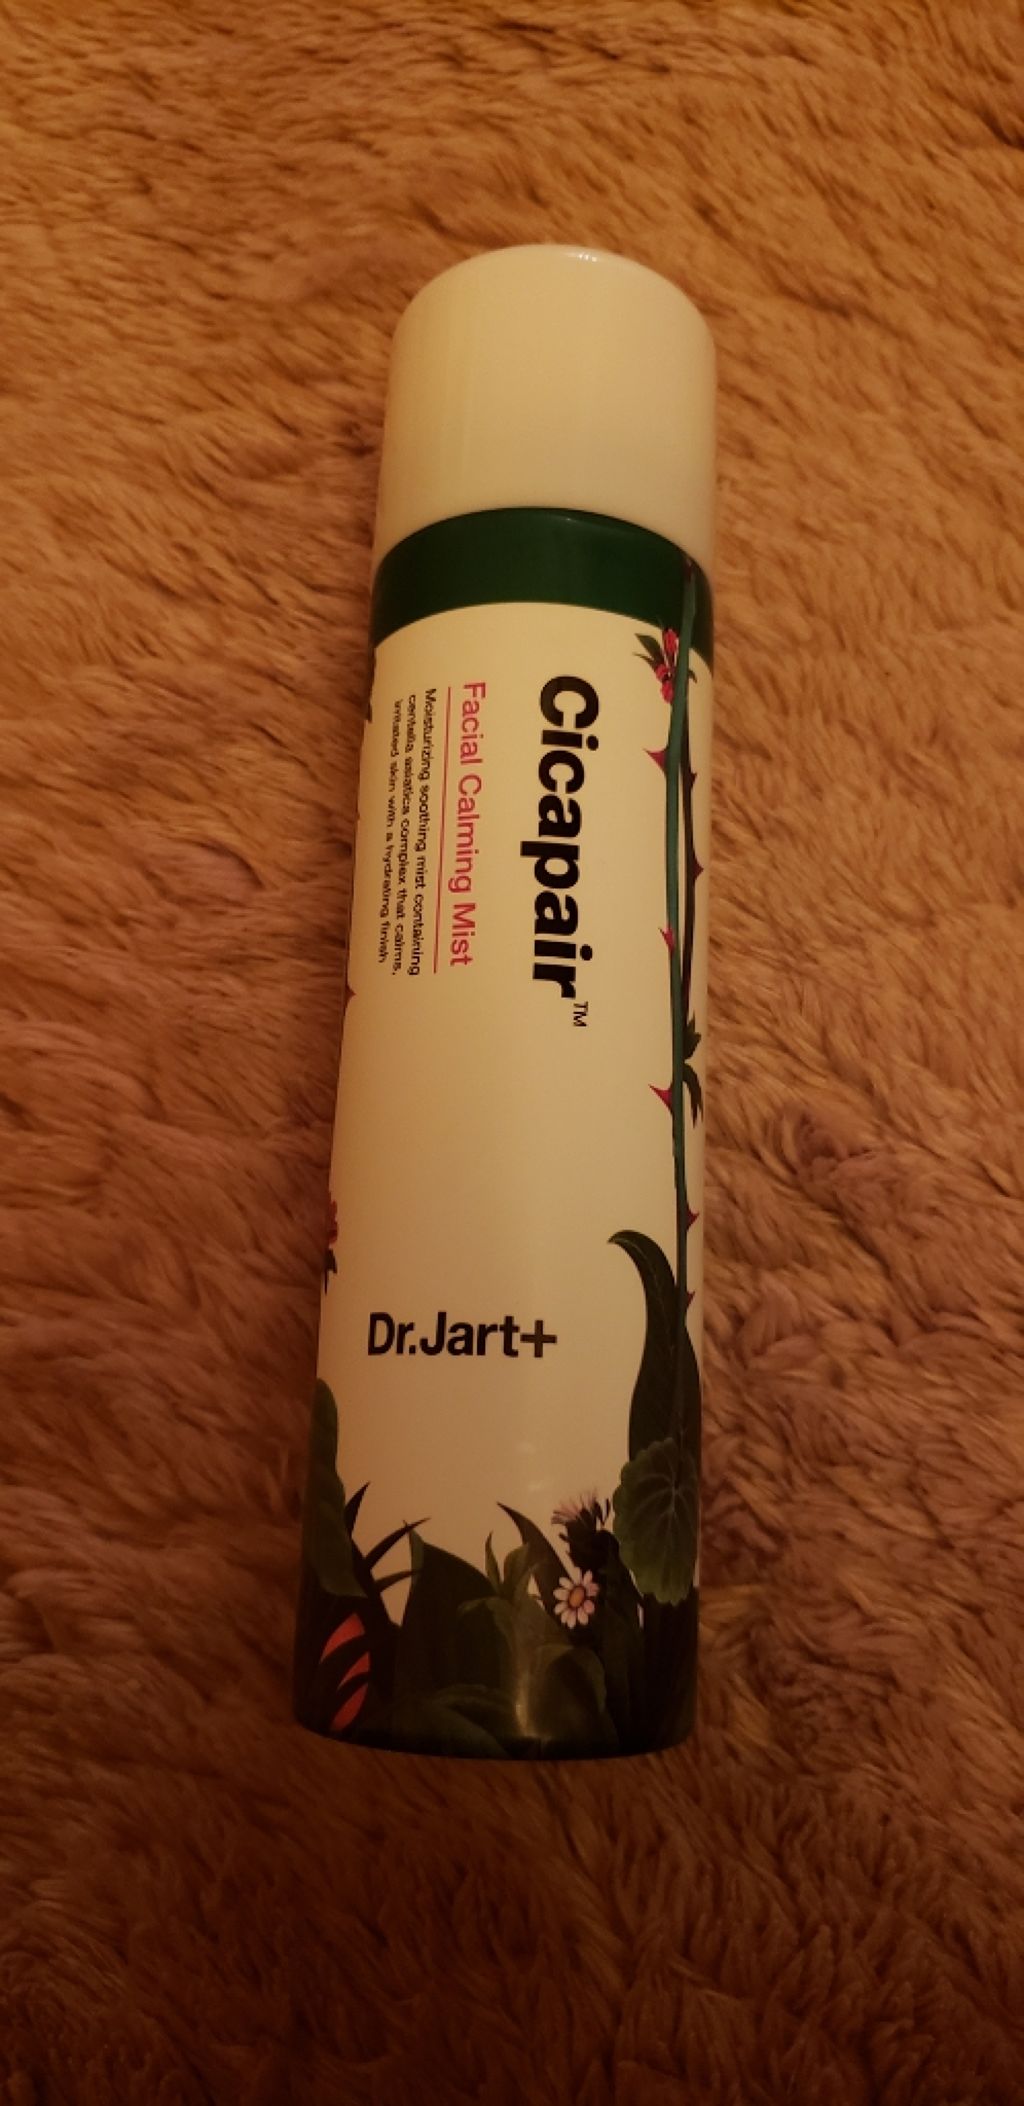 Cicapair™
Facial Calming Mist
Moisturizing soothing mist containing
centella asiatica complex that calms,
irritated skin with a hydrating finish
Dr.Jart+